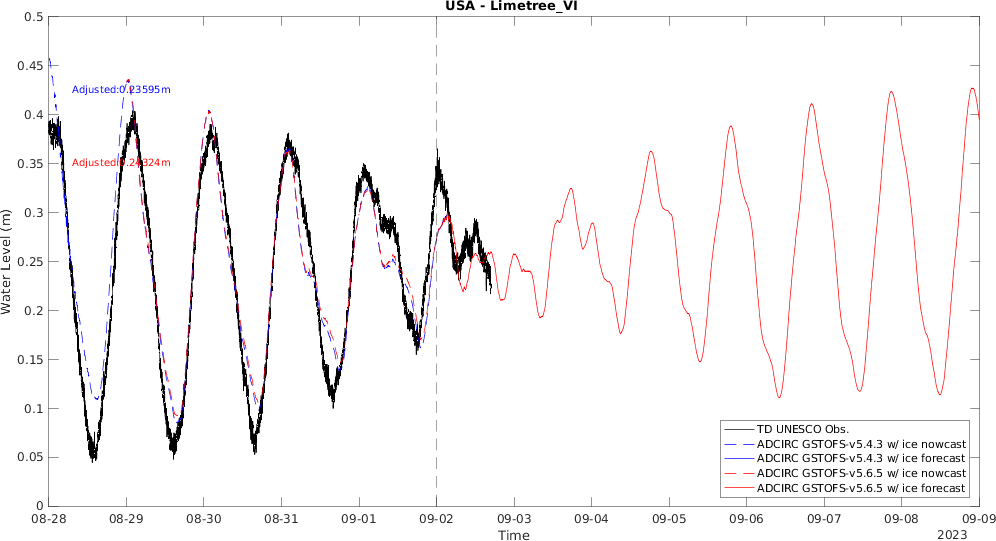 USA - Limetree_VI
0.5
0.45
0.4
0.35
0.3
0.25
0.2
0.15
0.1
0.05
0
Water Level (m)
Adjusted:0.23595m
Adjusted:0.24324m
TD UNESCO Obs.
ADCIRC GSTOFS-v5.4.3 w/ ice nowcast
ADCIRC GSTOFS-v5.4.3 w/ ice forecast
ADCIRC GSTOFS-v5.6.5 w/ ice nowcast
ADCIRC GSTOFS-v5.6.5 w/ ice forecast
08-28 08-29 08-30 08-31 09-01 09-02 09-03 09-04 09-05 09-06 09-07 09-08 09-09
Time
2023